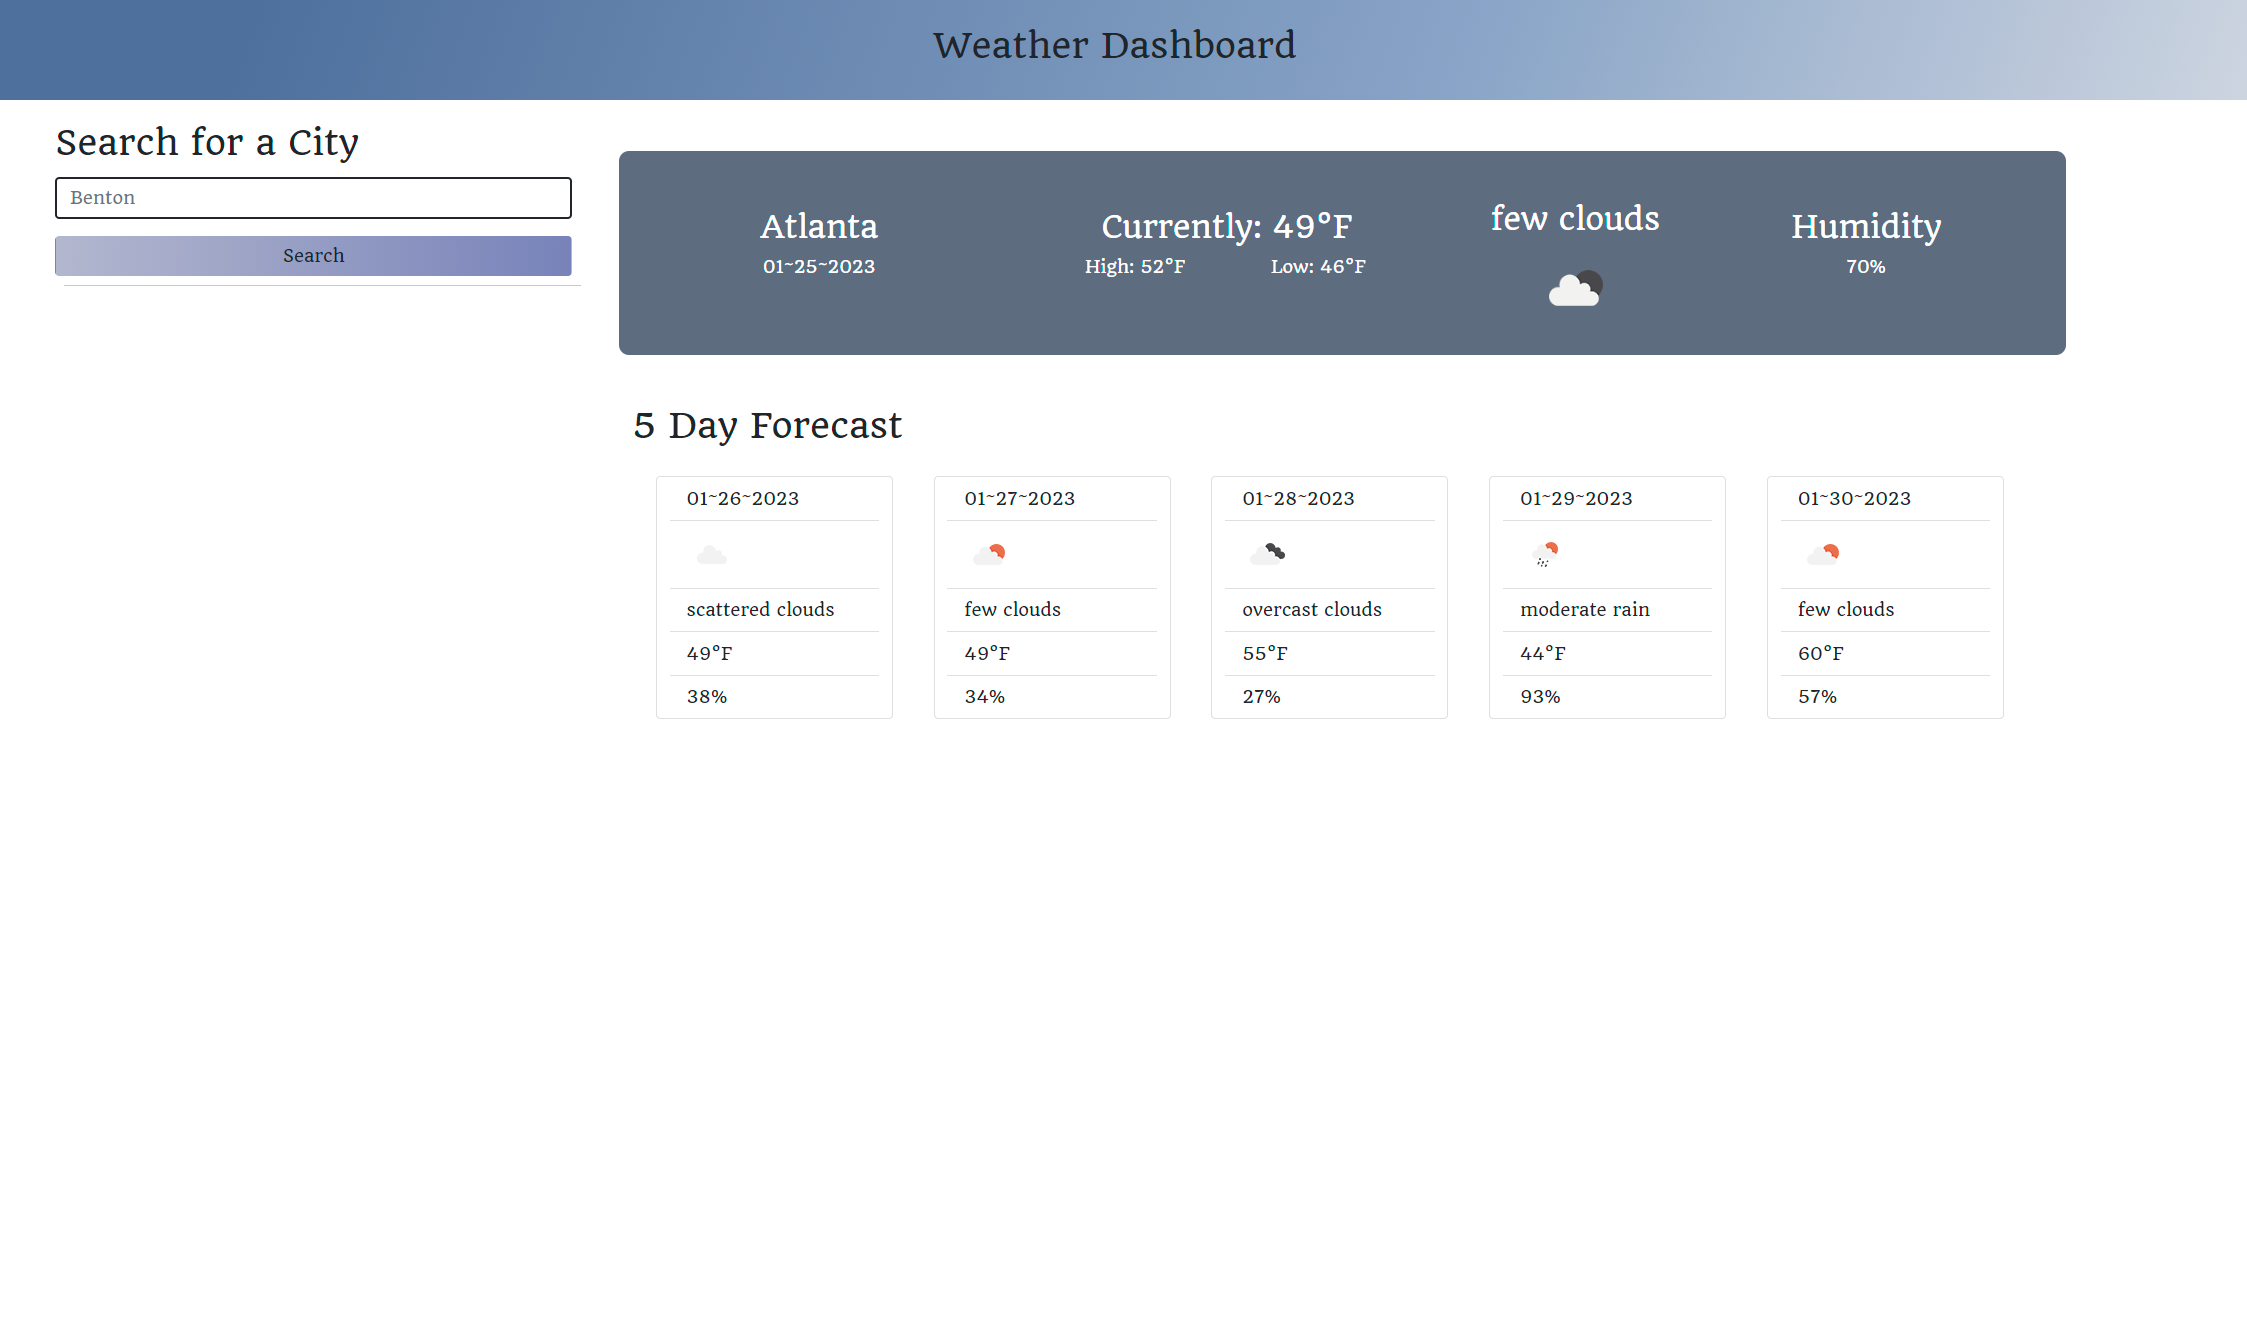 Weather Dashboard
Search for a City
Benton
Search
Atlanta
01~25~2023
Currently: 49°F
High: 52°F Low: 46°F
few clouds
Humidity
70%
5 Day Forecast
01~26~2023
scattered clouds
49°F
38%
01~27~2023
few clouds
49°F
34%
01~28~2023
overcast clouds
55°F
27%
01~29~2023
moderate rain
44°F
93%
01~30~2023
few clouds
60°F
57%